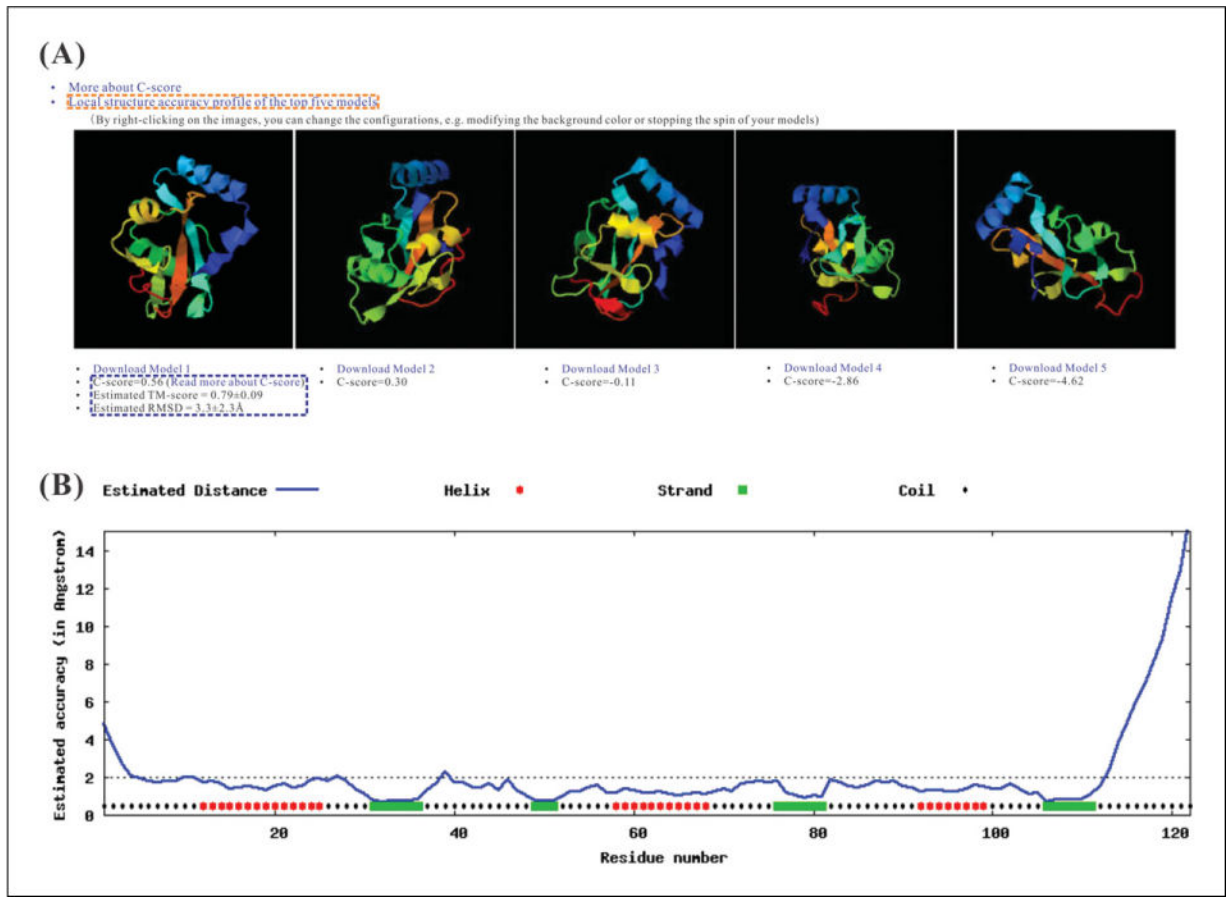 (A)
• More about C-score
• Local structure accuracy profile of the top five models
(By right-clicking on the images, you can change the configurations, e.g. modifying the background color or stopping the spin of your models)
• Download Model 1
• C-score=0.56 (Read more about C-score)
• Estimated TM-score = 0.79±0.09
• Estimated RMSD = 3.3±2.3Å
• Download Model 2
• C-score=0.30
• Download Model 3
• C-score=-0.11
• Download Model 4
• C-score=-2.86
• Download Model 5
• C-score=-4.62
(B)
Estimated Distance Helix Strand Coil
Estimated accuracy (in Angstrom)
14
12
10
8
6
4
2
0
20 40 60 80 100 120
Residue number